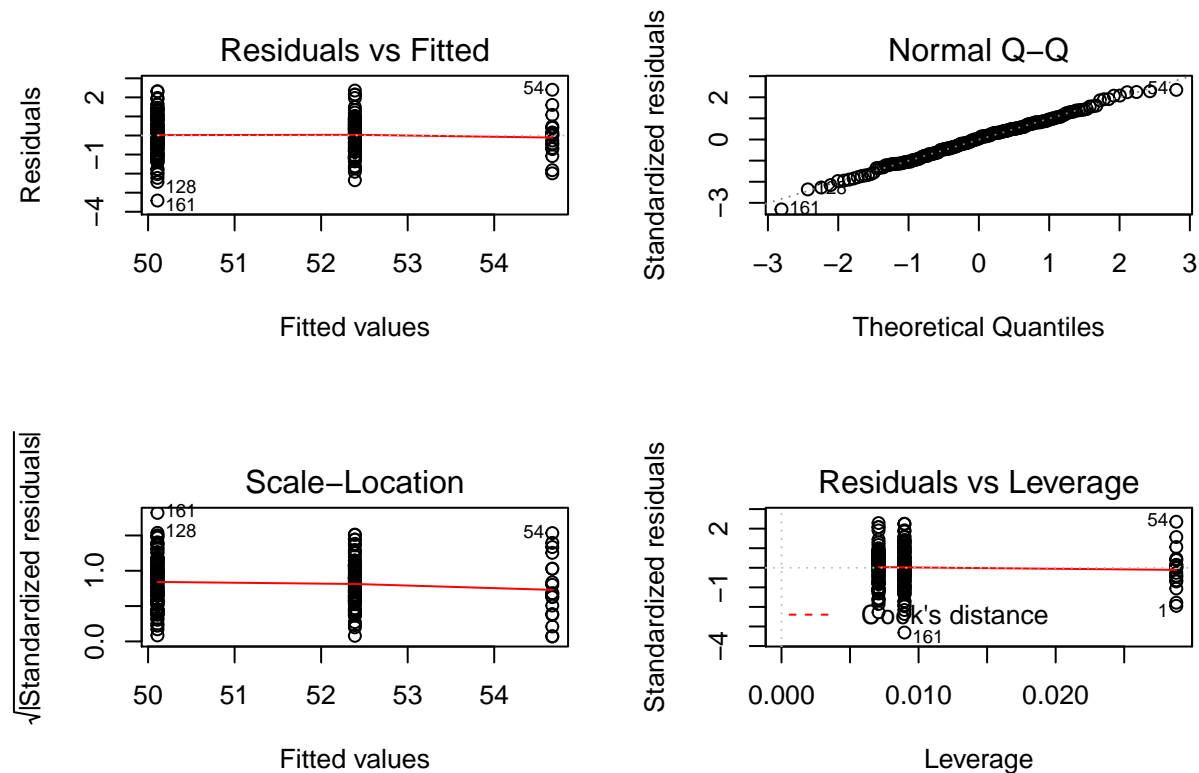 Residuals vs Fitted
Residuals
2
−1
−4
54
128
161
50 51 52 53 54
Fitted values
Normal Q−Q
Standardized residuals
2
0
−3
54
128
161
−3 −2 −1 0 1 2 3
Theoretical Quantiles
Scale−Location
√|Standardized residuals|
1.0
0.0
161
128
54
50 51 52 53 54
Fitted values
Residuals vs Leverage
Standardized residuals
2
−1
−4
54
1
Cook's distance
161
0.000 0.010 0.020
Leverage